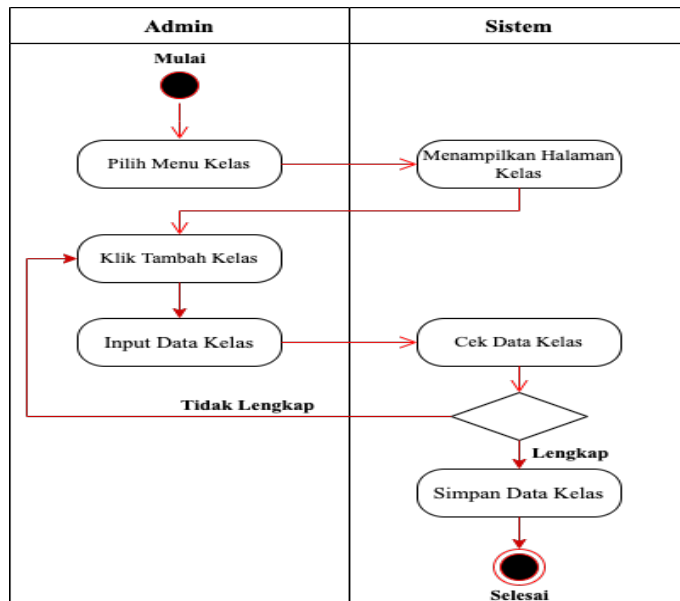 Admin
Sistem
Mulai
Pilih Menu Kelas
Menampilkan Halaman
Kelas
Klik Tambah Kelas
Input Data Kelas
Cek Data Kelas
Tidak Lengkap
Lengkap
Simpan Data Kelas
Selesai